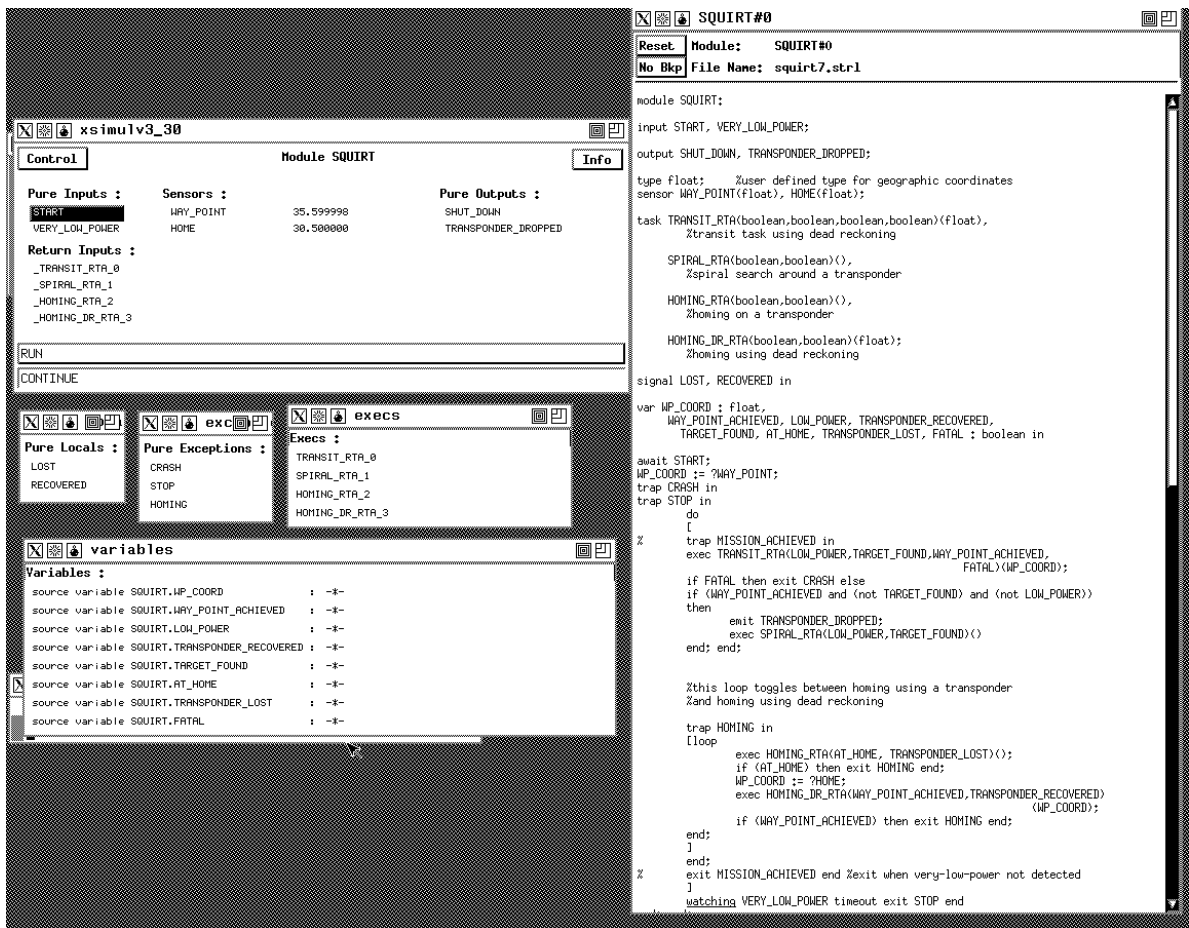 xsimulv3_30
Control
Module SQUIRT
Info
Pure Inputs :
Sensors :
Pure Outputs :
START
WAY_POINT
35.599998
SHUT_DOWN
VERY_LOW_POWER
HOME
30.500000
TRANSPONDER_DROPPED
Return Inputs :
_TRANSIT_RTA_0
_SPIRAL_RTA_1
_HOMING_RTA_2
_HOMING_DR_RTA_3
RUN
CONTINUE
Pure Locals :
LOST
RECOVERED
exc
Pure Exceptions :
CRASH
STOP
HOMING
execs
Execs :
TRANSIT_RTA_0
SPIRAL_RTA_1
HOMING_RTA_2
HOMING_DR_RTA_3
variables
Variables :
source variable SQUIRT.WP_COORD : -*-
source variable SQUIRT.WAY_POINT_ACHIEVED : -*-
source variable SQUIRT.LOW_POWER : -*-
source variable SQUIRT.TRANSPONDER_RECOVERED : -*-
source variable SQUIRT.TARGET_FOUND : -*-
source variable SQUIRT.AT_HOME : -*-
source variable SQUIRT.TRANSPONDER_LOST : -*-
source variable SQUIRT.FATAL : -*-
SQUIRT#0
Reset Module: SQUIRT#0
No Bkp File Name: squirt7.strl
module SQUIRT:
input START, VERY_LOW_POWER;
output SHUT_DOWN, TRANSPONDER_DROPPED;
type float; %user defined type for geographic coordinates
sensor WAY_POINT(float), HOME(float);
task TRANSIT_RTA(boolean,boolean,boolean,boolean)(float),
%transit task using dead reckoning
SPIRAL_RTA(boolean,boolean)(),
%spiral search around a transponder
HOMING_RTA(boolean,boolean)(),
%homing on a transponder
HOMING_DR_RTA(boolean,boolean)(float);
%homing using dead reckoning
signal LOST, RECOVERED in
var WP_COORD : float,
WAY_POINT_ACHIEVED, LOW_POWER, TRANSPONDER_RECOVERED,
TARGET_FOUND, AT_HOME, TRANSPONDER_LOST, FATAL : boolean in
await START;
WP_COORD := ?WAY_POINT;
trap CRASH in
trap STOP in
do
[
% trap MISSION_ACHIEVED in
exec TRANSIT_RTA(LOW_POWER,TARGET_FOUND,WAY_POINT_ACHIEVED,
FATAL)(WP_COORD);
if FATAL then exit CRASH else
if (WAY_POINT_ACHIEVED and (not TARGET_FOUND) and (not LOW_POWER))
then
emit TRANSPONDER_DROPPED;
exec SPIRAL_RTA(LOW_POWER,TARGET_FOUND)()
end; end;
%this loop toggles between homing using a transponder
%and homing using dead reckoning
trap HOMING in
[loop
exec HOMING_RTA(AT_HOME, TRANSPONDER_LOST)();
if (AT_HOME) then exit HOMING end;
WP_COORD := ?HOME;
exec HOMING_DR_RTA(WAY_POINT_ACHIEVED,TRANSPONDER_RECOVERED)
(WP_COORD);
if (WAY_POINT_ACHIEVED) then exit HOMING end;
end;
]
end;
% exit MISSION_ACHIEVED end %exit when very-low-power not detected
]
watching VERY_LOW_POWER timeout exit STOP end